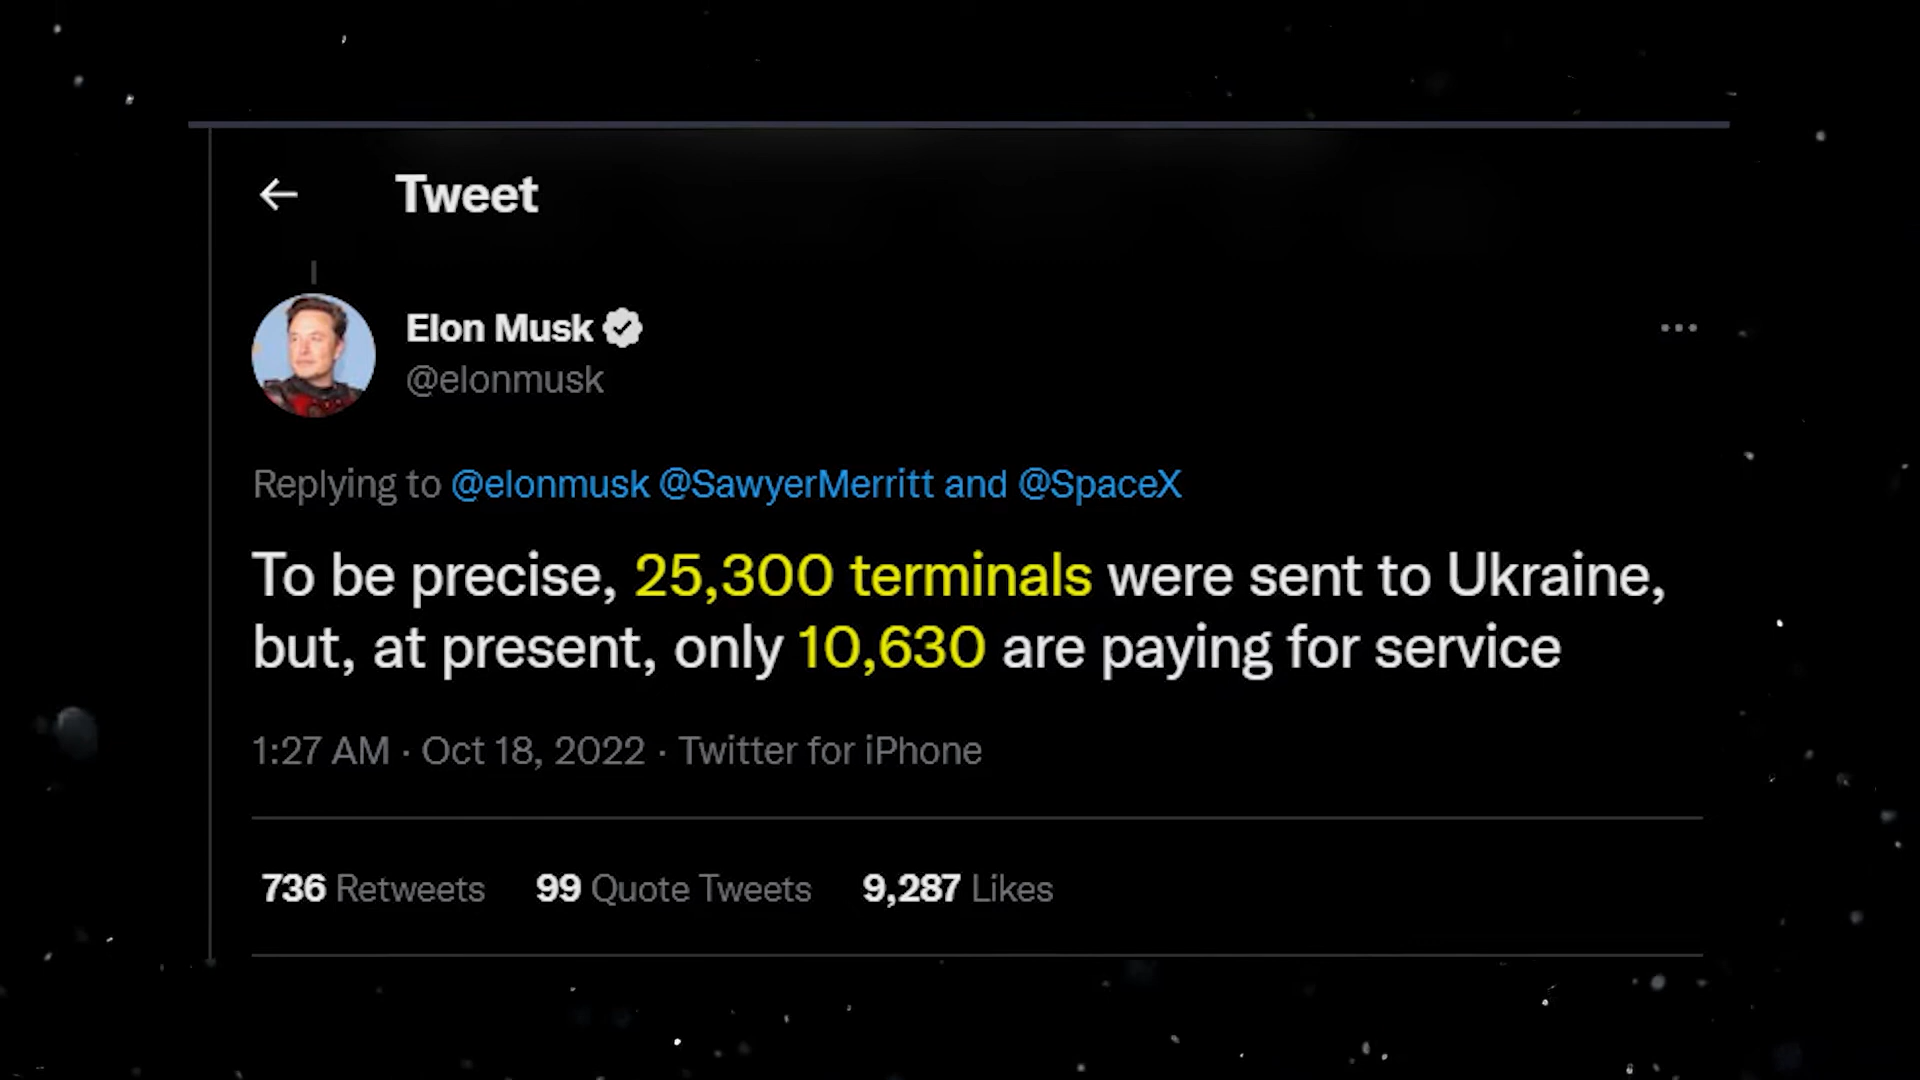 Tweet
Elon Musk
@elonmusk
Replying to @elonmusk @SawyerMerritt and @SpaceX
To be precise, 25,300 terminals were sent to Ukraine,
but, at present, only 10,630 are paying for service
1:27 AM · Oct 18, 2022 · Twitter for iPhone
736 Retweets 99 Quote Tweets 9,287 Likes